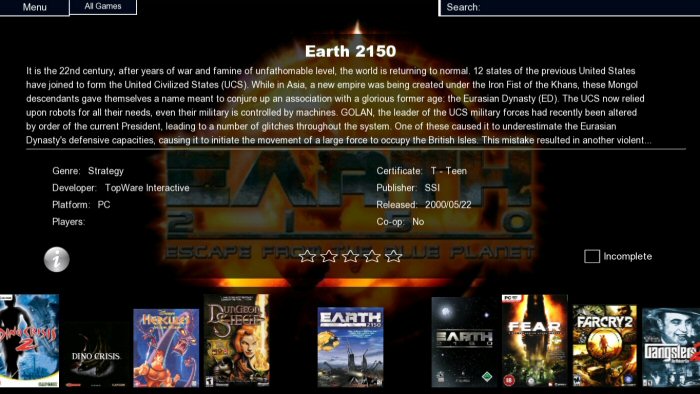 Menu
All Games
Search:
Earth 2150
It is the 22nd century, after years of war and famine of unfathomable level, the world is returning to normal. 12 states of the previous United States
have joined to form the United Civilized States (UCS). While in Asia, a new empire was being created under the Iron Fist of the Khans, these Mongol
descendants gave themselves a name meant to conjure up an association with a glorious former age: the Eurasian Dynasty (ED). The UCS now relied
upon robots for all their needs, even their military is controlled by machines. GOLAN, the leader of the UCS military forces had recently been altered
by order of the current President, leading to a number of glitches throughout the system. One of these caused it to underestimate the Eurasian
Dynasty's defensive capacities, causing it to initiate the movement of a large force to occupy the British Isles. This mistake resulted in another violent...
Genre: Strategy
Certificate: T - Teen
Developer: TopWare Interactive
Publisher: SSI
Platform: PC
Released: 2000/05/22
Players:
Co-op: No
EARTH
2150
ESCAPE FROM THE BLUE PLANET
i
Incomplete
DINO CRISIS 2
DINO CRISIS
HERCULES
DUNGEON SIEGE
EARTH
2150
EARTH
2150
F.E.A.R
FARCRY 2
Gangsters 2